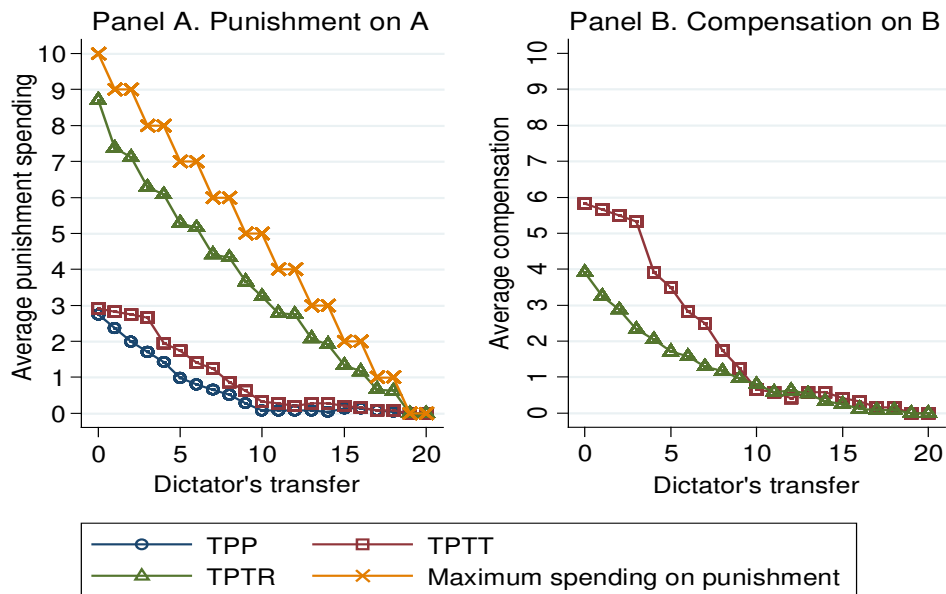 Panel A. Punishment on A
Average punishment spending
10
9
8
7
6
5
4
3
2
1
0
0 5 10 15 20
Dictator's transfer
Panel B. Compensation on B
Average compensation
10
9
8
7
6
5
4
3
2
1
0
0 5 10 15 20
Dictator's transfer
TPP TPTT
TPTR Maximum spending on punishment